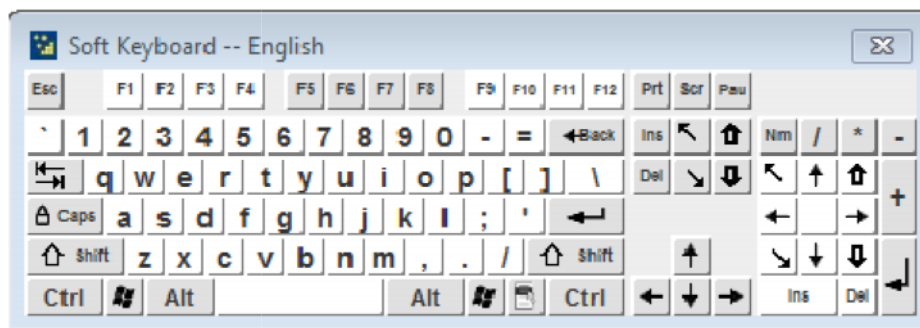 Soft Keyboard -- English
Esc F1 F2 F3 F4 F5 F6 F7 F8 F9 F10 F11 F12 Prt Scr Pau
` 1 2 3 4 5 6 7 8 9 0 - = Back Ins Nm / * -
q w e r t y u i o p [ ] \ Del +
Caps a s d f g h j k l ; '
Shift z x c v b n m , . / Shift
Ctrl Alt Alt Ctrl Ins Del